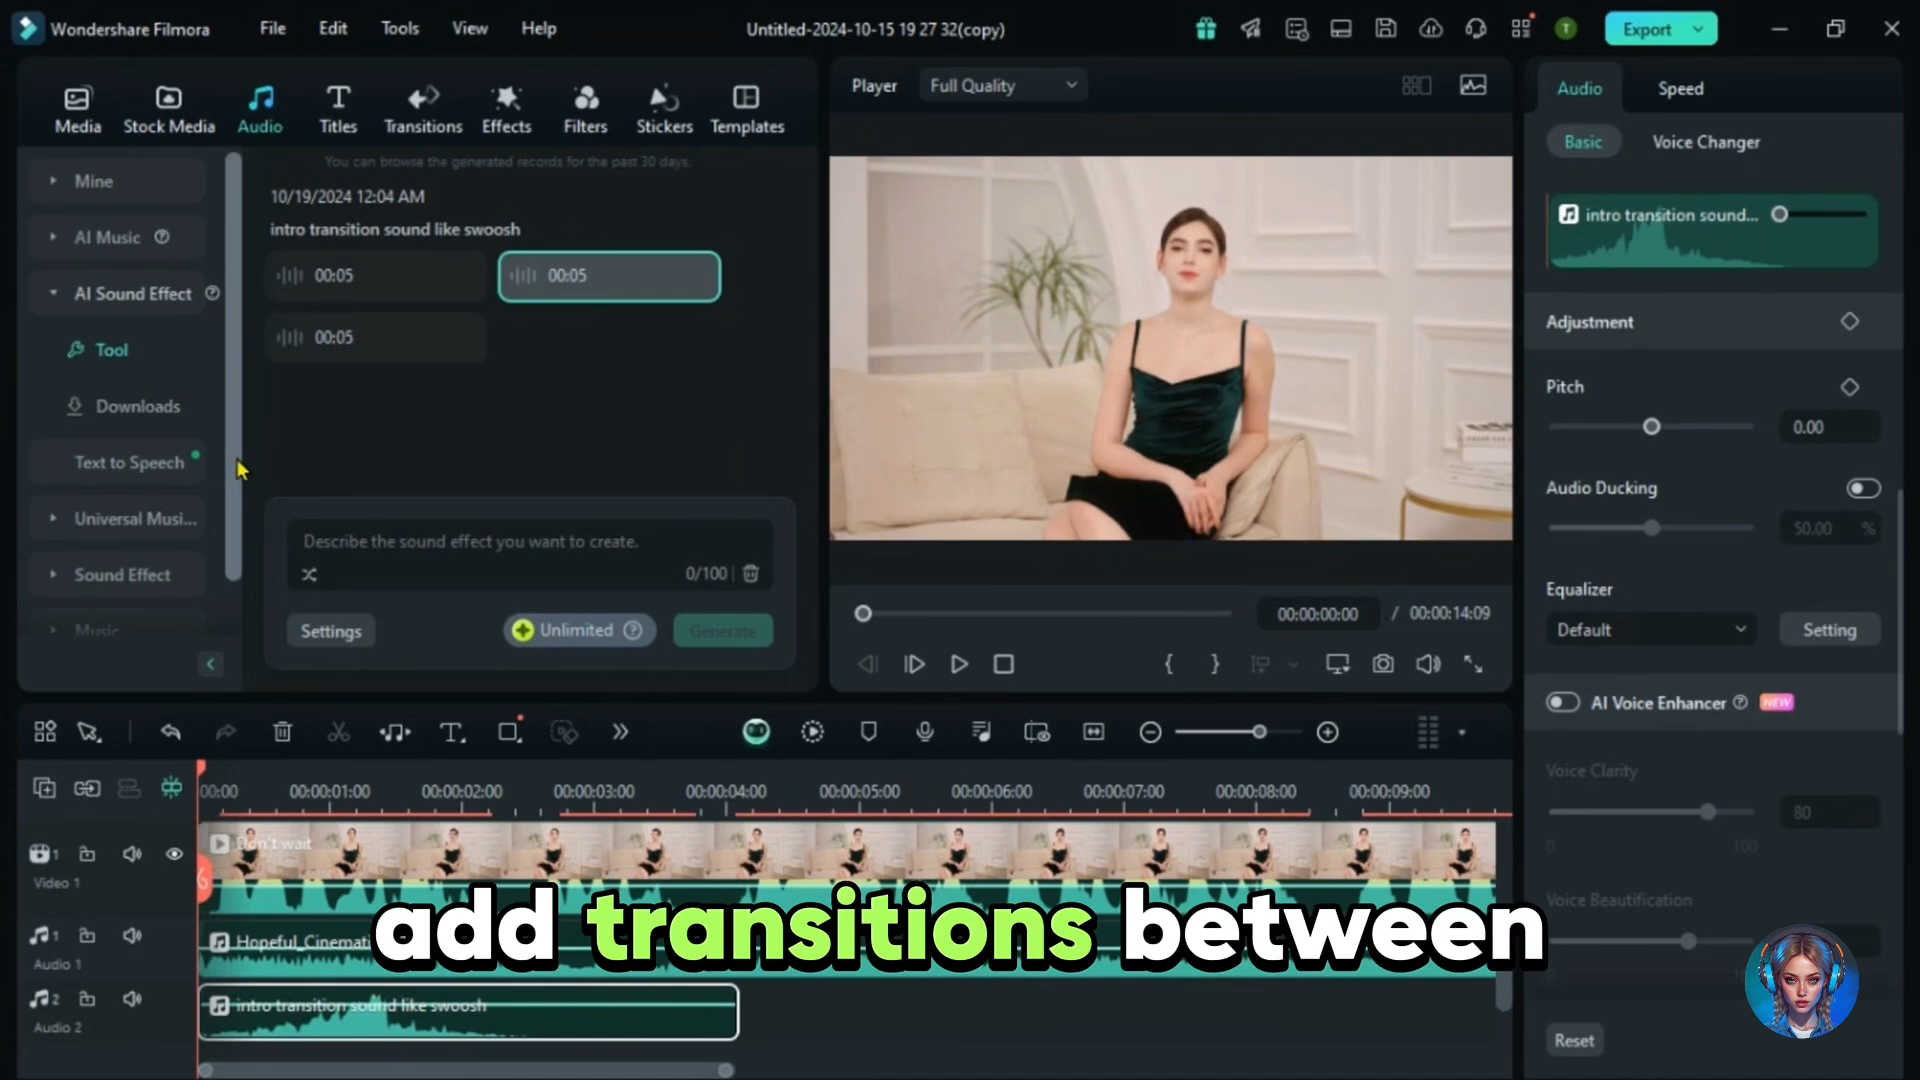 Wondershare Filmora
File
Edit
Tools
View
Help
Untitled-2024-10-15 19 27 32(copy)
T
Export
Media
Stock Media
Audio
Titles
Transitions
Effects
Filters
Stickers
Templates
Player
Full Quality
Audio
Speed
Basic
Voice Changer
Mine
AI Music
AI Sound Effect
Tool
Downloads
Text to Speech
Universal Musi...
Sound Effect
Music
You can browse the generated records for the past 30 days.
10/19/2024 12:04 AM
intro transition sound like swoosh
00:05
00:05
00:05
Describe the sound effect you want to create.
0/100
Settings
Unlimited
Generate
00:00:00:00
/
00:00:14:09
intro transition sound...
Adjustment
Pitch
0.00
Audio Ducking
50.00 %
Equalizer
Default
Setting
AI Voice Enhancer
NEW
Voice Clarity
80
0
100
Voice Beautification
Reset
00:00
00:00:01:00
00:00:02:00
00:00:03:00
00:00:04:00
00:00:05:00
00:00:06:00
00:00:07:00
00:00:08:00
00:00:09:00
1
Video 1
Don't wait
1
Audio 1
Hopeful_Cinemati
2
Audio 2
intro transition sound like swoosh
add transitions between